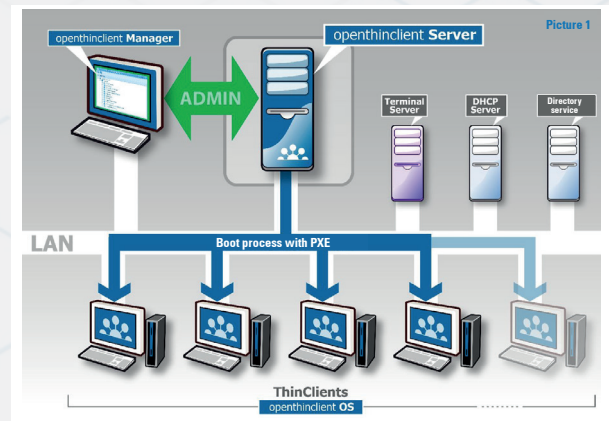 Picture 1
openthinclient Manager
openthinclient Server
ADMIN
Terminal
Server
DHCP
Server
Directory
service
LAN
Boot process with PXE
ThinClients
openthinclient OS